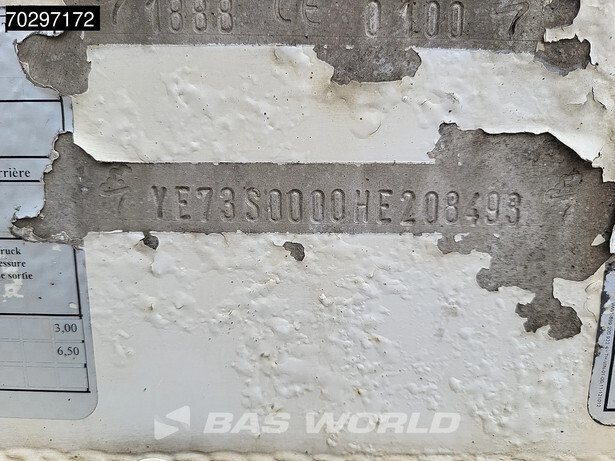 70297172
1888 CE 0100
rrière
YE73S0000HE208493
ruck
essure
e sortie
3,00
6,50
BAS WORLD